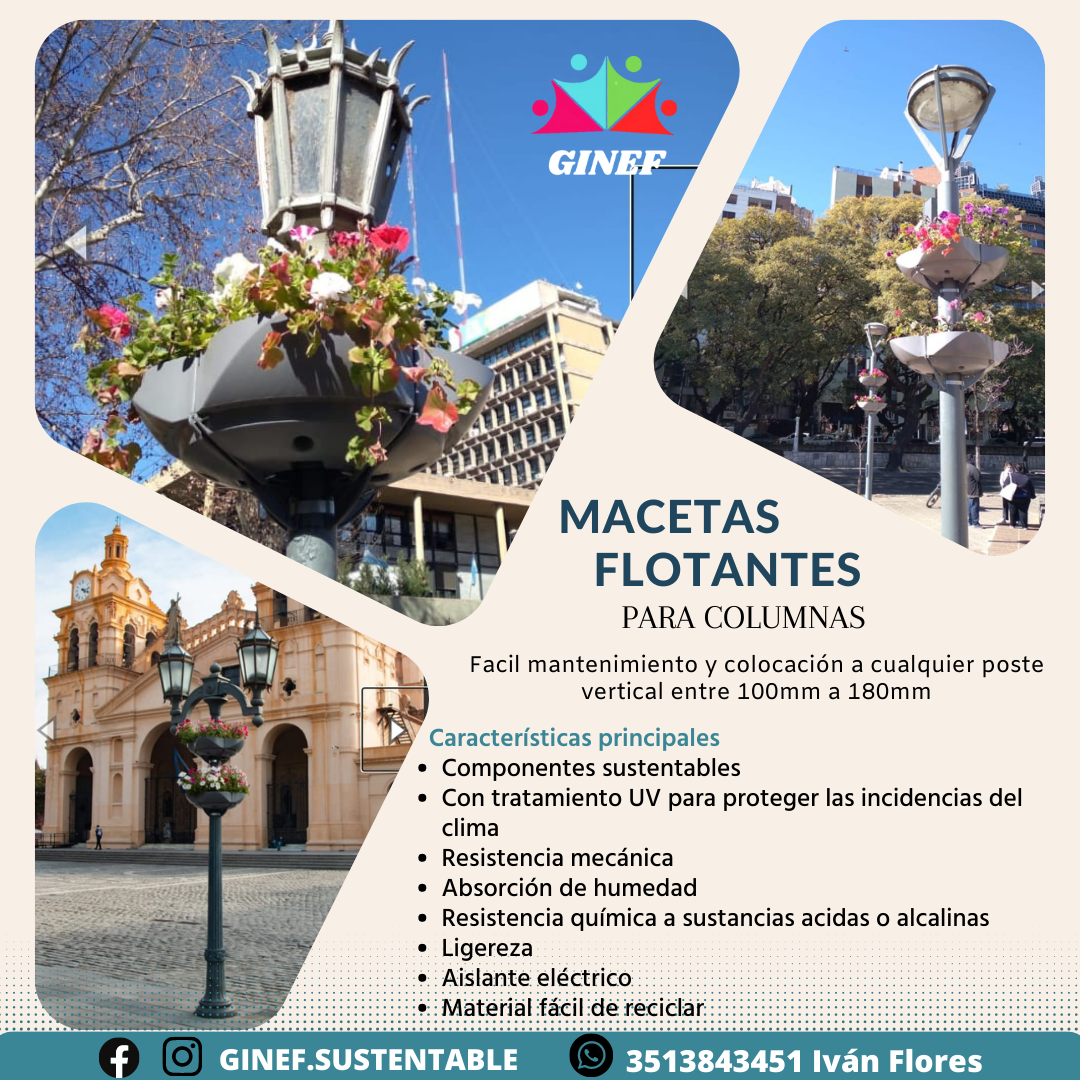 GINEF
MACETAS
FLOTANTES
PARA COLUMNAS
Facil mantenimiento y colocación a cualquier poste
vertical entre 100mm a 180mm
Características principales
• Componentes sustentables
• Con tratamiento UV para proteger las incidencias del
clima
• Resistencia mecánica
• Absorción de humedad
• Resistencia química a sustancias acidas o alcalinas
• Ligereza
• Aislante eléctrico
• Material fácil de reciclar
GINEF.SUSTENTABLE
3513843451 Iván Flores